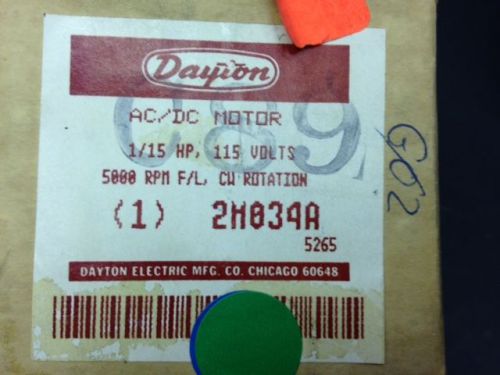 Dayton
AC/DC MOTOR
1/15 HP, 115 VOLTS
5000 RPM F/L, CW ROTATION
(1) 2M034A
5265
DAYTON ELECTRIC MFG. CO. CHICAGO 60648
G02